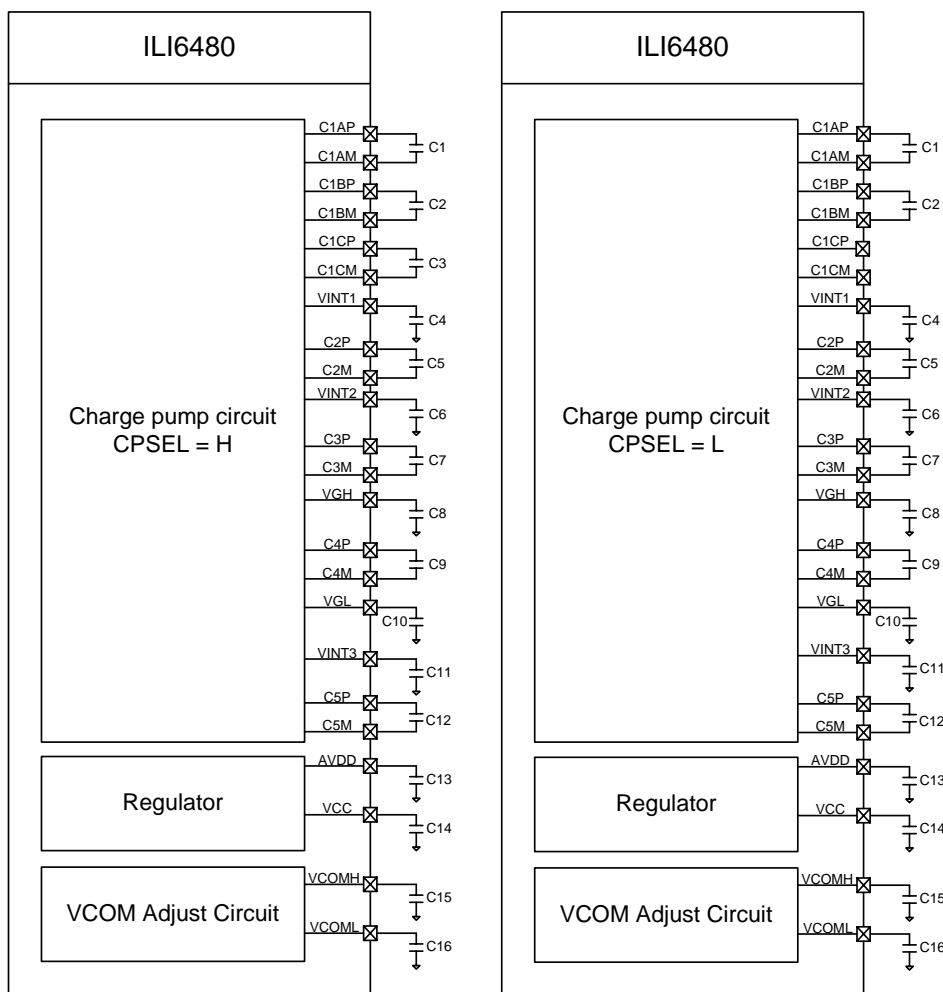 ILI6480
C1AP
C1
C1AM
C1BP
C2
C1BM
C1CP
C3
C1CM
VINT1
C4
C2P
C5
C2M
VINT2
C6
Charge pump circuit
CPSEL = H
C3P
C7
C3M
VGH
C8
C4P
C9
C4M
VGL
C10
VINT3
C11
C5P
C12
C5M
AVDD
C13
Regulator
VCC
C14
VCOMH
C15
VCOM Adjust Circuit
VCOML
C16
ILI6480
C1AP
C1
C1AM
C1BP
C2
C1BM
C1CP
C1CM
VINT1
C4
C2P
C5
C2M
VINT2
C6
Charge pump circuit
CPSEL = L
C3P
C7
C3M
VGH
C8
C4P
C9
C4M
VGL
C10
VINT3
C11
C5P
C12
C5M
AVDD
C13
Regulator
VCC
C14
VCOMH
C15
VCOM Adjust Circuit
VCOML
C16